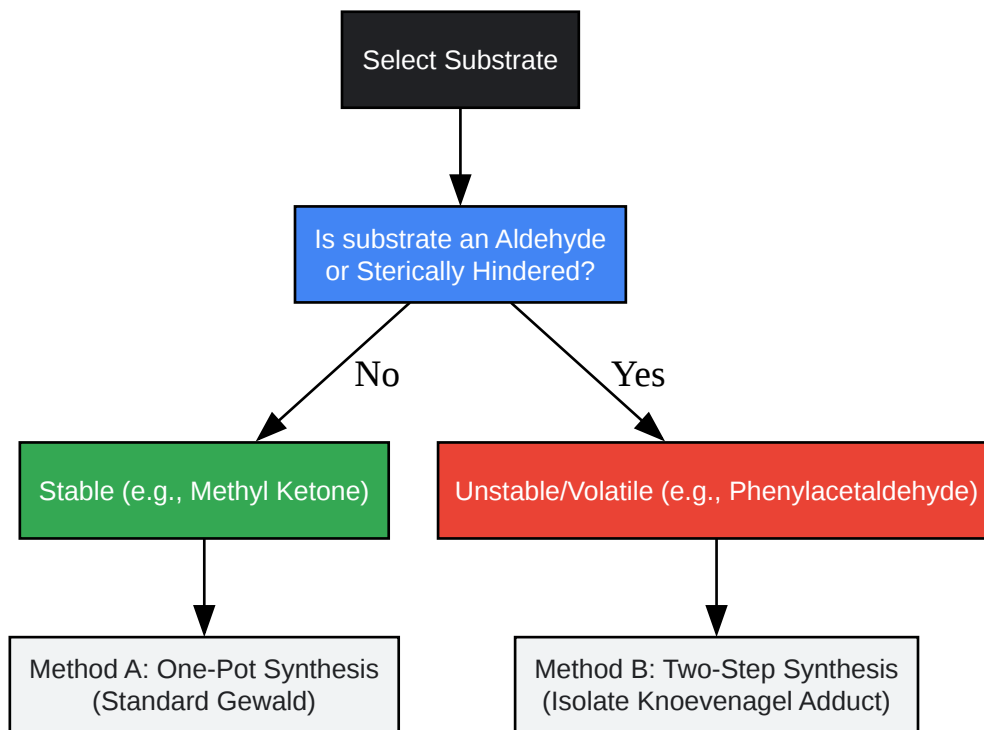 Select Substrate
Is substrate an Aldehyde
or Sterically Hindered?
No
Yes
Stable (e.g., Methyl Ketone)
Unstable/Volatile (e.g., Phenylacetaldehyde)
Method A: One-Pot Synthesis
(Standard Gewald)
Method B: Two-Step Synthesis
(Isolate Knoevenagel Adduct)